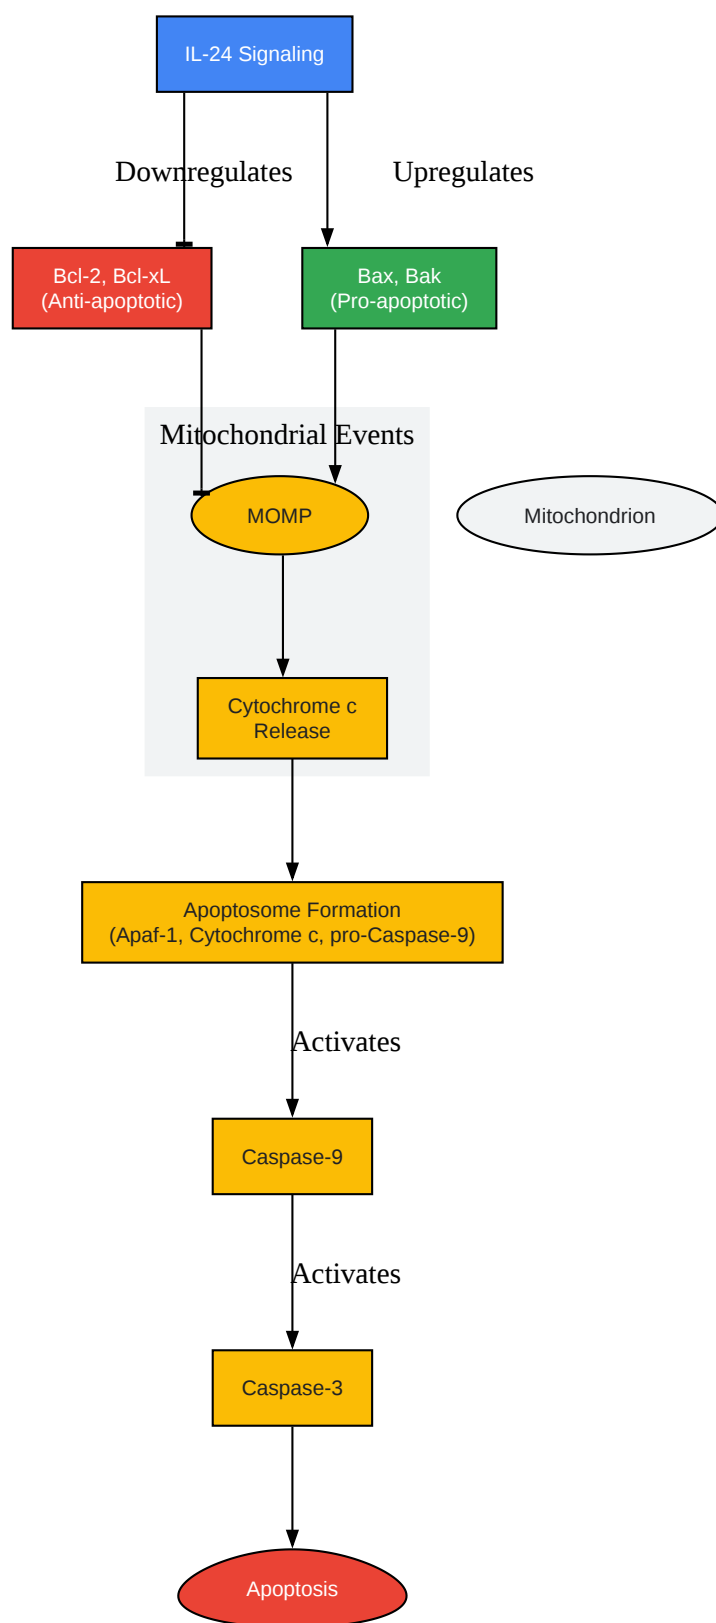 IL-24 Signaling
Downregulates
Upregulates
Bcl-2, Bcl-xL
(Anti-apoptotic)
Bax, Bak
(Pro-apoptotic)
Mitochondrial Events
MOMP
Mitochondrion
Cytochrome c
Release
Apoptosome Formation
(Apaf-1, Cytochrome c, pro-Caspase-9)
Activates
Caspase-9
Activates
Caspase-3
Apoptosis